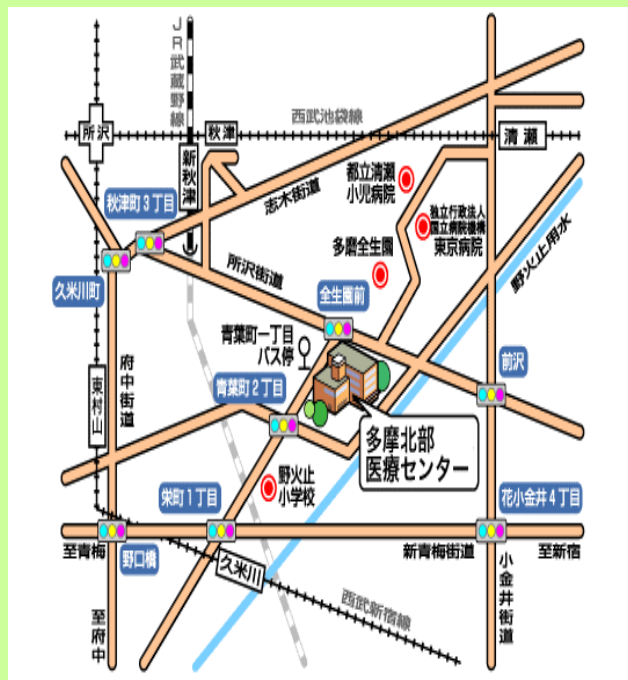 JR武蔵野線
西武池袋線
所沢
秋津
清瀬
新秋津
都立清瀬
小児病院
秋津町3丁目
志木街道
独立行政法人
国立病院機構
東京病院
多磨全生園
野火止用水
久米川町
所沢街道
全生園前
青葉町一丁目
バス停
府中街道
前沢
東村山
青葉町2丁目
多摩北部
医療センター
野火止
小学校
栄町1丁目
花小金井4丁目
至青梅
野口橋
新青梅街道
至新宿
久米川
小金井街道
西武新宿線
至府中